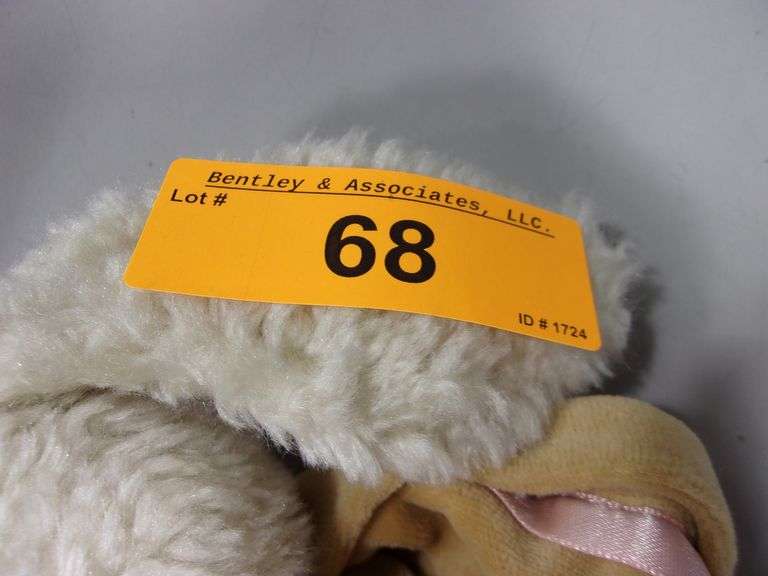 Bentley & Associates, LLC.
Lot #
68
ID # 1724